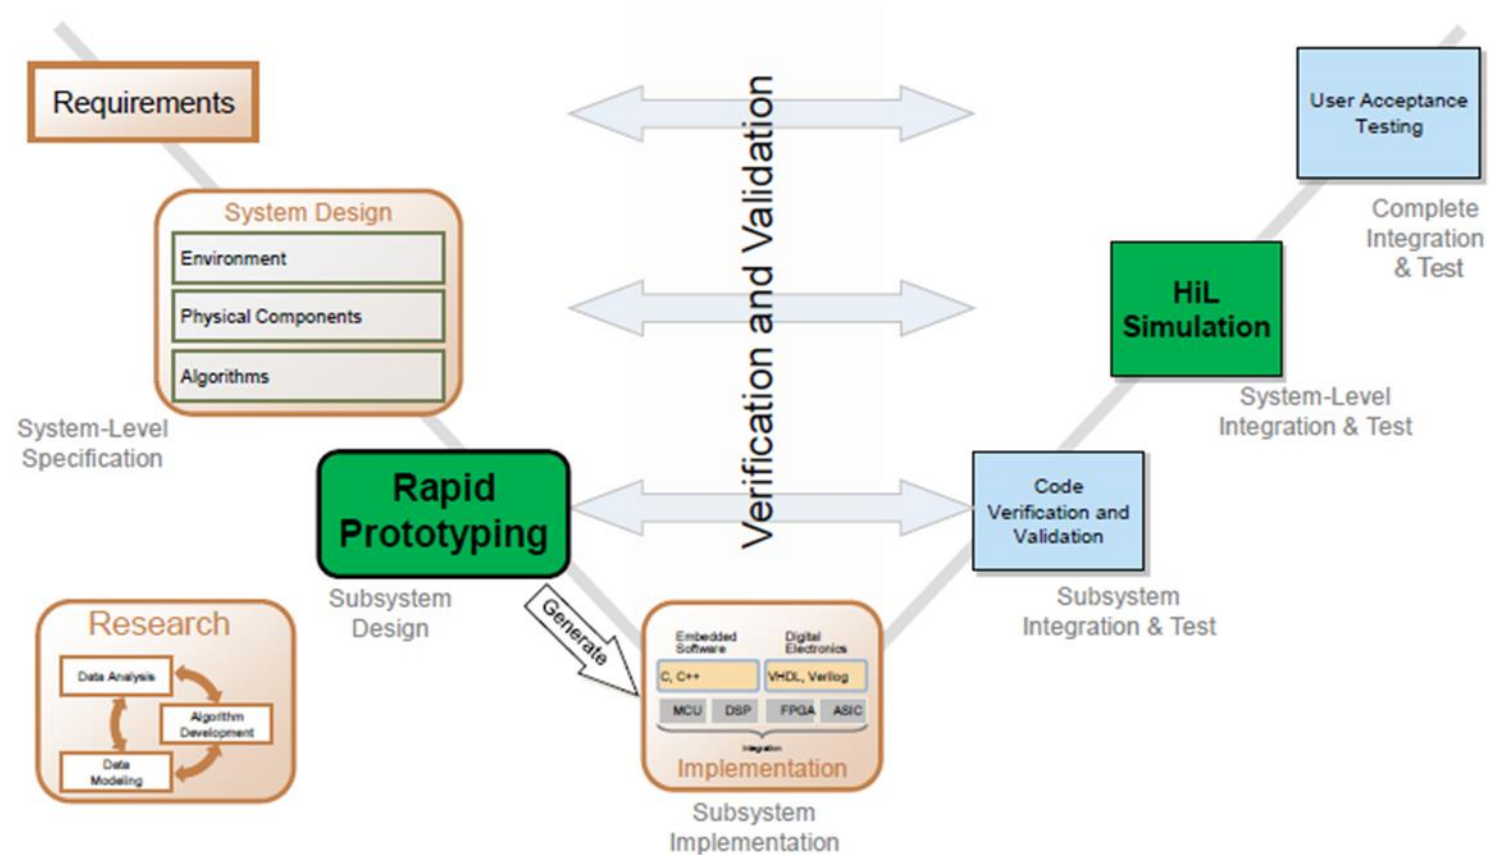 Requirements
System Design
Environment
Physical Components
Algorithms
System-Level
Specification
Rapid
Prototyping
Subsystem
Design
Generate
Research
Data Analysis
Algorithm
Development
Data
Modeling
Verification and Validation
Embedded
Software
Digital
Electronics
C, C++
VHDL, Verilog
MCU
DSP
FPGA
ASIC
Integration
Implementation
Subsystem
Implementation
User Acceptance
Testing
Complete
Integration
& Test
HiL
Simulation
System-Level
Integration & Test
Code
Verification and
Validation
Subsystem
Integration & Test